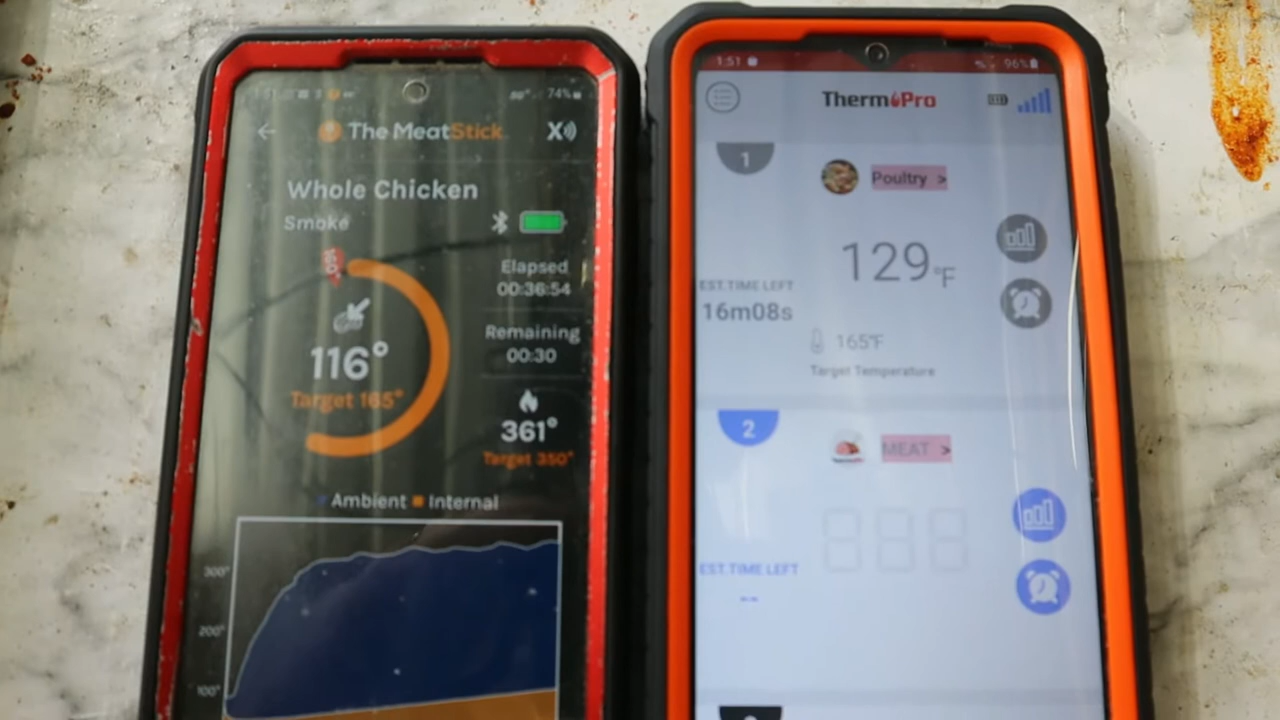 74%
The MeatStick
X
Whole Chicken
Smoke
Elapsed
00:36:54
Remaining
00:30
116°
Target 165°
361°
Target 350°
Ambient Internal
300°
200°
100°
1:51
96%
ThermoPro
1
Poultry >
129°F
EST.TIME LEFT
16m08s
165°F
Target Temperature
2
MEAT >
EST.TIME LEFT
--